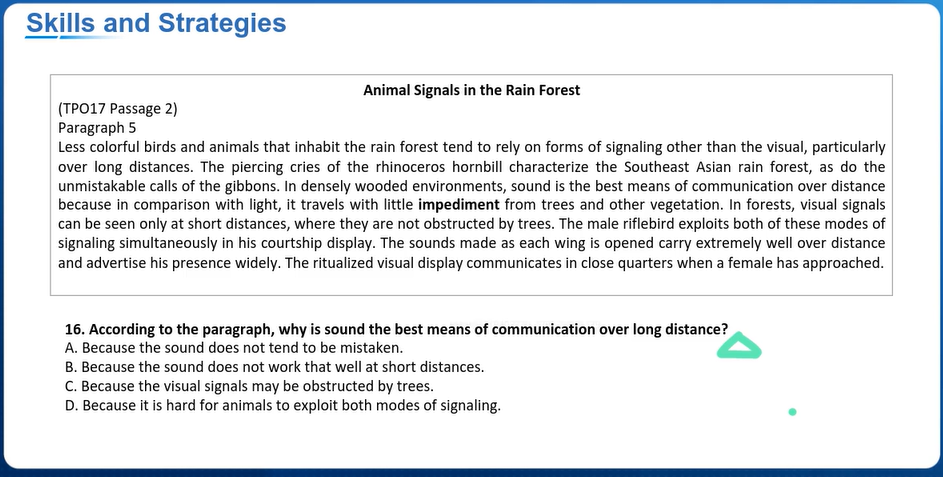 Skills and Strategies
Animal Signals in the Rain Forest
(TPO17 Passage 2)
Paragraph 5
Less colorful birds and animals that inhabit the rain forest tend to rely on forms of signaling other than the visual, particularly
over long distances. The piercing cries of the rhinoceros hornbill characterize the Southeast Asian rain forest, as do the
unmistakable calls of the gibbons. In densely wooded environments, sound is the best means of communication over distance
because in comparison with light, it travels with little impediment from trees and other vegetation. In forests, visual signals
can be seen only at short distances, where they are not obstructed by trees. The male riflebird exploits both of these modes of
signaling simultaneously in his courtship display. The sounds made as each wing is opened carry extremely well over distance
and advertise his presence widely. The ritualized visual display communicates in close quarters when a female has approached.
16. According to the paragraph, why is sound the best means of communication over long distance?
A. Because the sound does not tend to be mistaken.
B. Because the sound does not work that well at short distances.
C. Because the visual signals may be obstructed by trees.
D. Because it is hard for animals to exploit both modes of signaling.